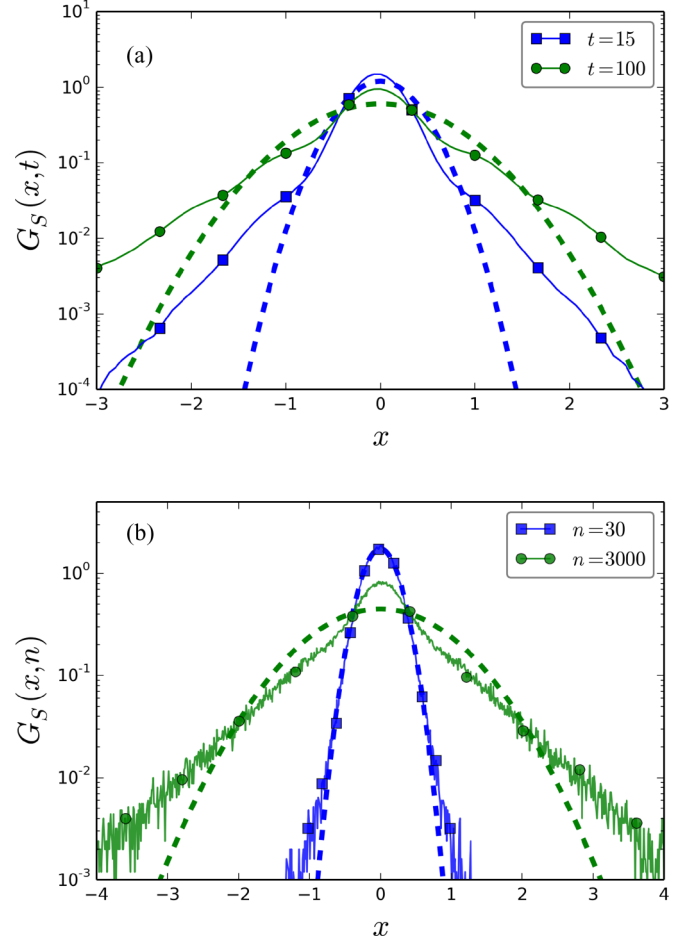 (a)
t=15
t=100
G_S(x,t)
10^1
10^0
10^-1
10^-2
10^-3
10^-4
−3 −2 −1 0 1 2 3
x
(b)
n=30
n=3000
G_S(x,n)
10^0
10^-1
10^-2
10^-3
−4 −3 −2 −1 0 1 2 3 4
x